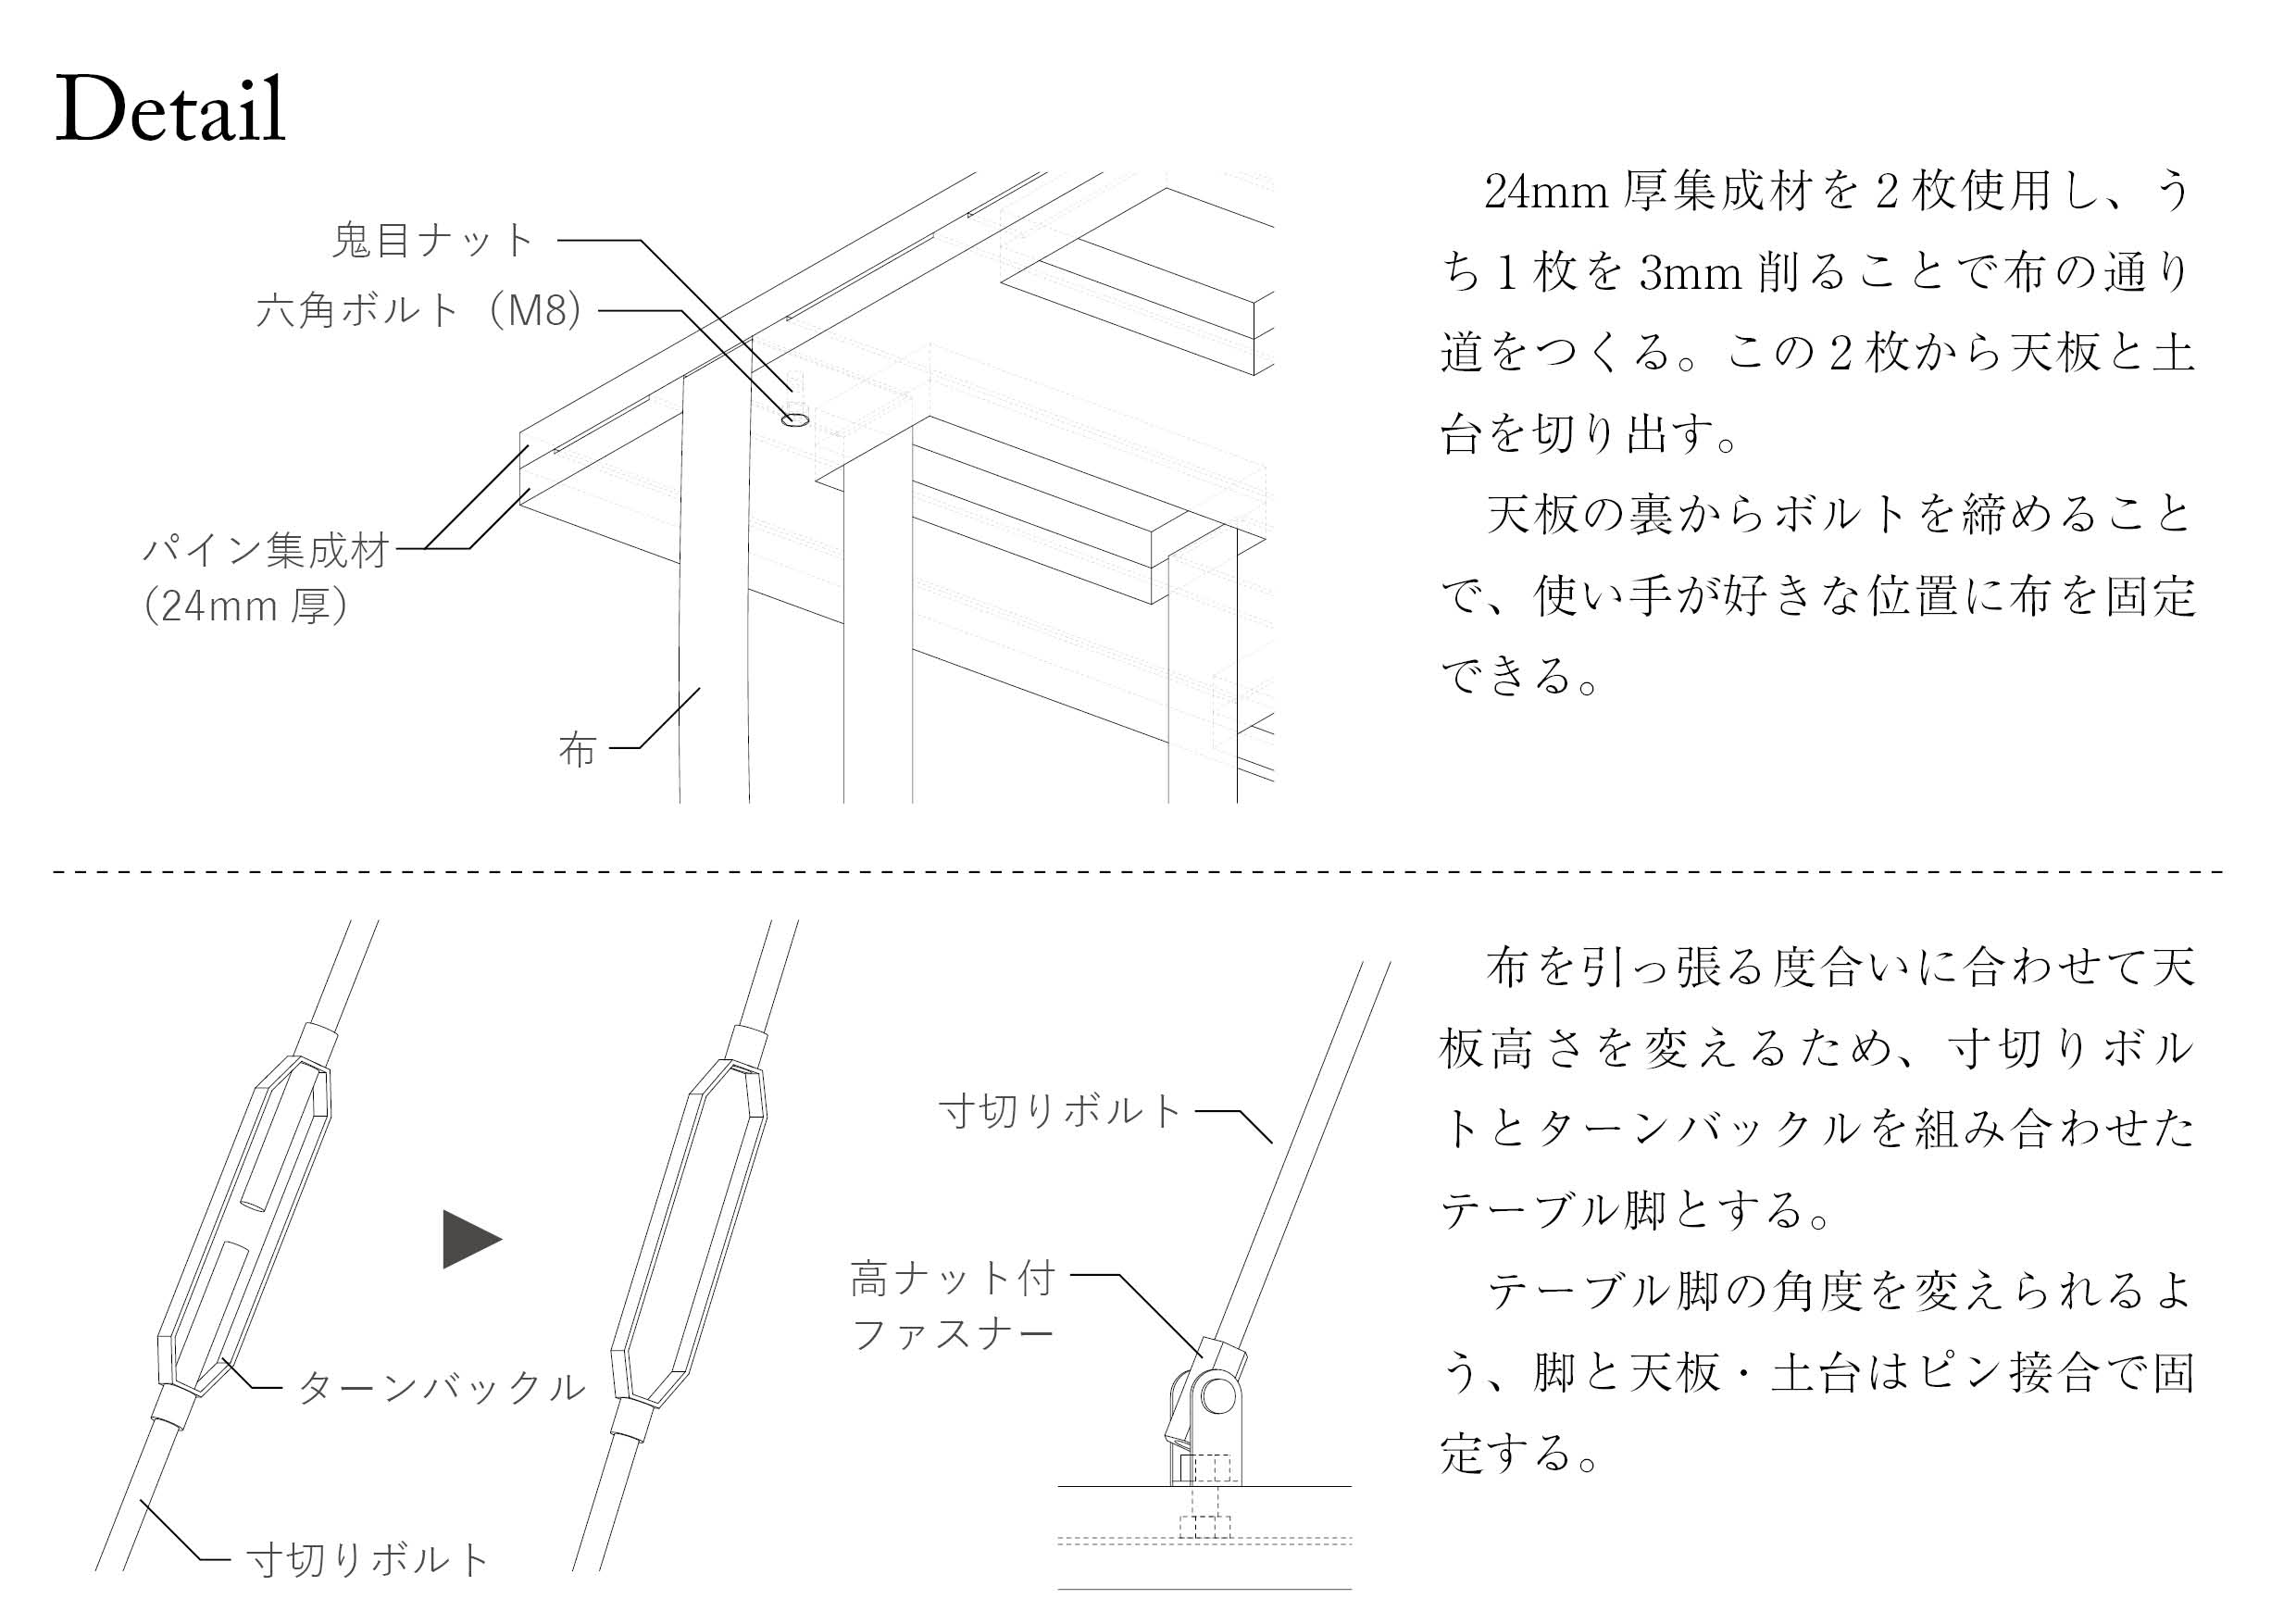 Detail
鬼目ナット
六角ボルト（M8）
パイン集成材
（24mm 厚）
布
24mm 厚集成材を 2 枚使用し、う
ち 1 枚を 3mm 削ることで布の通り
道をつくる。この 2 枚から天板と土
台を切り出す。
天板の裏からボルトを締めること
で、使い手が好きな位置に布を固定
できる。
ターンバックル
寸切りボルト
寸切りボルト
高ナット付
ファスナー
布を引っ張る度合いに合わせて天
板高さを変えるため、寸切りボル
トとターンバックルを組み合わせた
テーブル脚とする。
テーブル脚の角度を変えられるよ
う、脚と天板・土台はピン接合で固
定する。